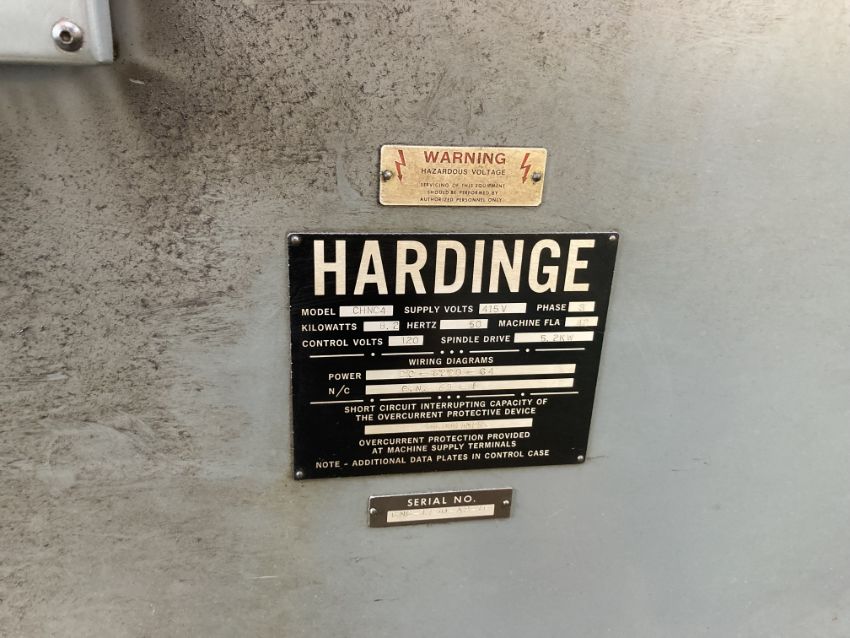 WARNING
HAZARDOUS VOLTAGE
SERVICING OF THIS EQUIPMENT
SHOULD BE PERFORMED BY
AUTHORIZED PERSONNEL ONLY
HARDINGE
MODEL CHNC4 SUPPLY VOLTS 415V PHASE 3
KILOWATTS 8.2 HERTZ 50 MACHINE FLA
CONTROL VOLTS 120 SPINDLE DRIVE 5.2KW
WIRING DIAGRAMS
POWER
N/C
SHORT CIRCUIT INTERRUPTING CAPACITY OF
THE OVERCURRENT PROTECTIVE DEVICE
OVERCURRENT PROTECTION PROVIDED
AT MACHINE SUPPLY TERMINALS
NOTE - ADDITIONAL DATA PLATES IN CONTROL CASE
SERIAL NO.